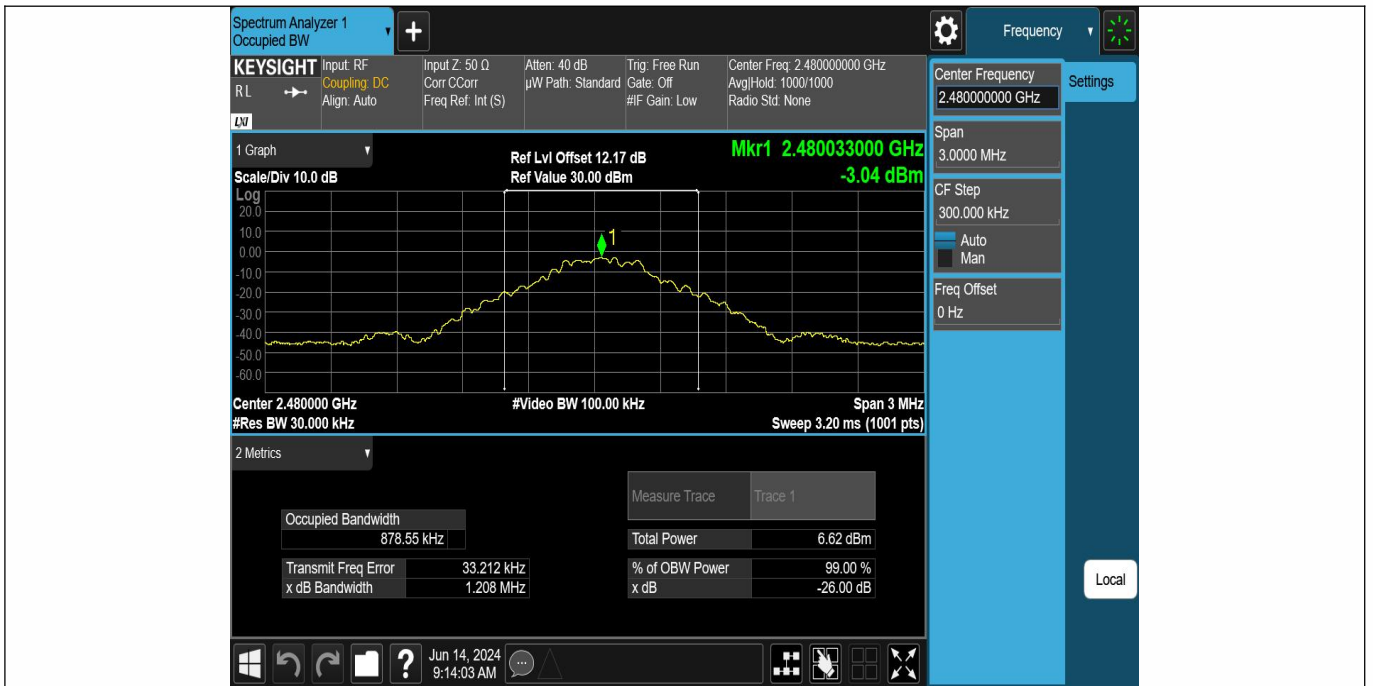 Spectrum Analyzer 1
Occupied BW
Frequency
KEYSIGHT
RL
LXI
Input: RF
Coupling: DC
Align: Auto
Input Z: 50 Ω
Corr CCorr
Freq Ref: Int (S)
Atten: 40 dB
µW Path: Standard
Trig: Free Run
Gate: Off
#IF Gain: Low
Center Freq: 2.480000000 GHz
Avg|Hold: 1000/1000
Radio Std: None
Center Frequency
2.480000000 GHz
Settings
Span
3.0000 MHz
CF Step
300.000 kHz
Auto
Man
Freq Offset
0 Hz
Local
1 Graph
Scale/Div 10.0 dB
Ref Lvl Offset 12.17 dB
Ref Value 30.00 dBm
Mkr1 2.480033000 GHz
-3.04 dBm
Log
20.0
10.0
0.00
-10.0
-20.0
-30.0
-40.0
-50.0
-60.0
1
Center 2.480000 GHz
#Video BW 100.00 kHz
Span 3 MHz
#Res BW 30.000 kHz
Sweep 3.20 ms (1001 pts)
2 Metrics
Measure Trace Trace 1
Occupied Bandwidth
878.55 kHz
Total Power 6.62 dBm
Transmit Freq Error 33.212 kHz
% of OBW Power 99.00 %
x dB Bandwidth 1.208 MHz
x dB -26.00 dB
?
Jun 14, 2024
9:14:03 AM